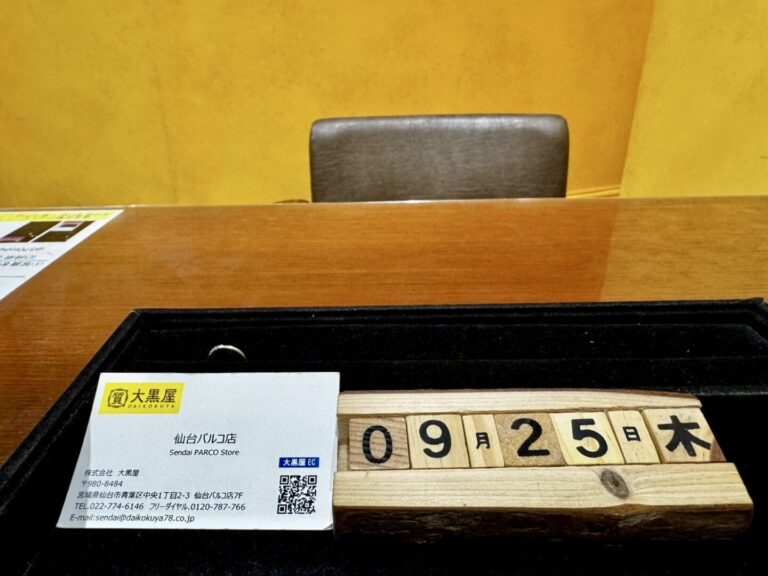 質 大黒屋
DAIKOKUYA
仙台パルコ店
Sendai PARCO Store
大黒屋 EC
株式会社 大黒屋
〒980-8484
宮城県仙台市青葉区中央1丁目2-3 仙台パルコ店7F
TEL.022-774-6146 フリーダイヤル.0120-787-766
E-mail:sendai@daikokuya78.co.jp
09月25日木